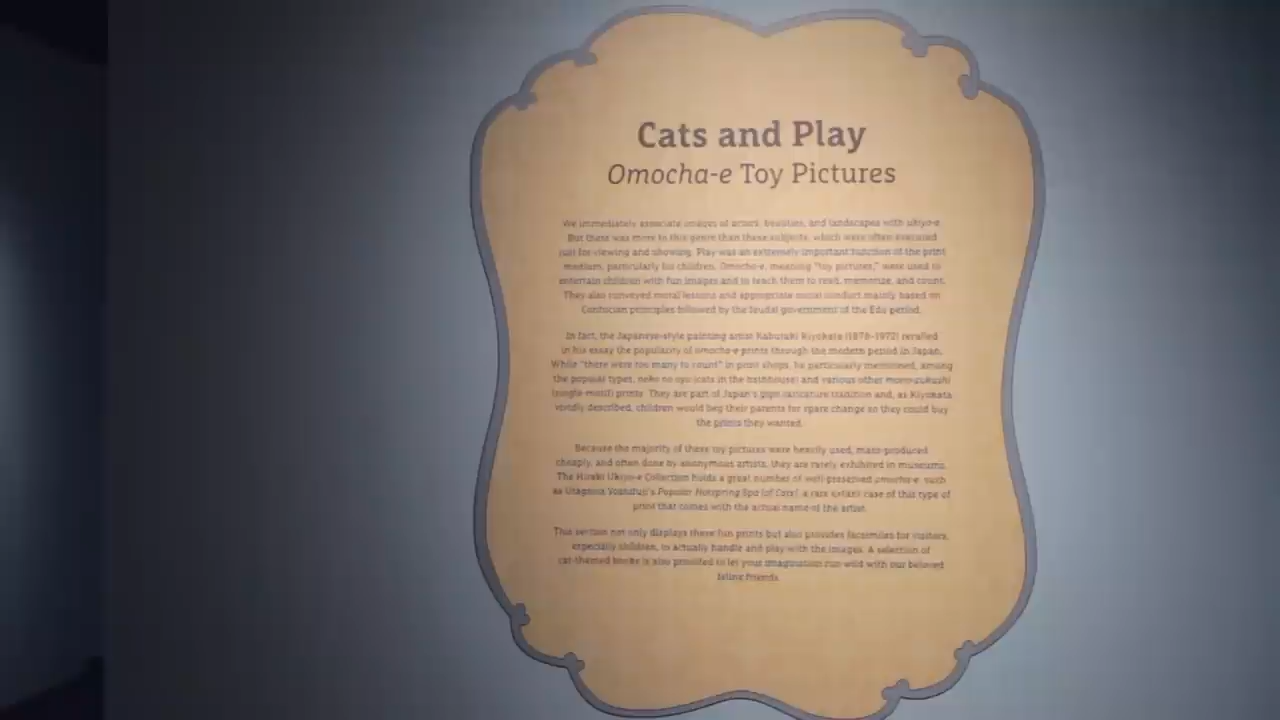 Cats and Play
Omocha-e Toy Pictures
We immediately associate images of actors, beauties, and landscapes with ukiyo-e.
But there was more to this genre than these subjects, which were often executed
just for viewing and showing. Play was an extremely important function of the print
medium, particularly for children. Omocha-e, meaning "toy pictures," were used to
entertain children with fun images and to teach them to read, memorize, and count.
They also conveyed moral lessons and appropriate social conduct mainly based on
Confucian principles followed by the feudal government of the Edo period.
In fact, the Japanese-style painting artist Kaburaki Kiyokata (1878-1972) recalled
in his essay the popularity of omocha-e prints through the modern period in Japan.
While "there were too many to count" in print shops, he particularly mentioned, among
the popular types, neko no oyu (cats in the bathhouse) and various other mono-zukushi
(single-motif) prints. They are part of Japan's giga caricature tradition and, as Kiyokata
vividly described, children would beg their parents for spare change so they could buy
the prints they wanted.
Because the majority of these toy pictures were heavily used, mass-produced
cheaply, and often done by anonymous artists, they are rarely exhibited in museums.
The Hiraki Ukiyo-e Collection holds a great number of well-preserved omocha-e, such
as Utagawa Yoshifuji's Popular Hotspring Spa [of Cats], a rare extant case of this type of
print that comes with the actual name of the artist.
This section not only displays these fun prints but also provides facsimiles for visitors,
especially children, to actually handle and play with the images. A selection of
cat-themed books is also provided to let your imagination run wild with our beloved
feline friends.